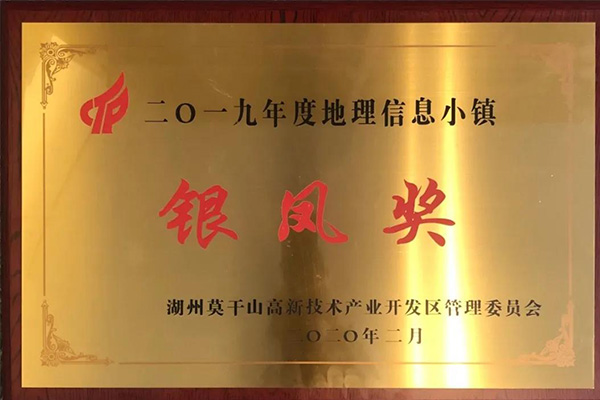 二〇一九年度地理信息小镇
银凤奖
湖州莫干山高新技术产业开发区管理委员会
二〇二〇年二月